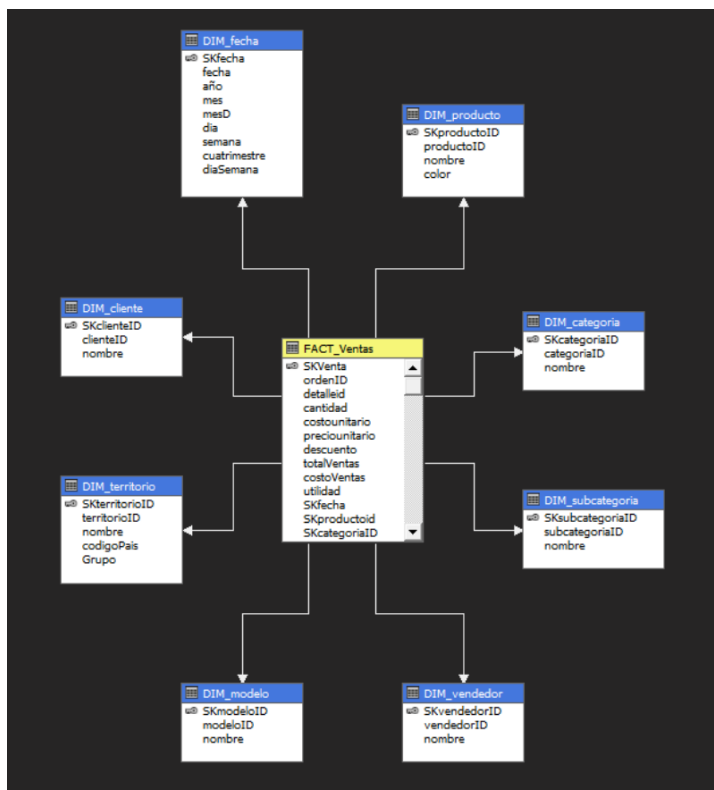 DIM_fecha
SKfecha
fecha
año
mes
mesD
dia
semana
cuatrimestre
diaSemana
DIM_producto
SKproductoID
productoID
nombre
color
DIM_cliente
SKclienteID
clienteID
nombre
FACT_Ventas
SKVenta
ordenID
detalleid
cantidad
costounitario
preciounitario
descuento
totalVentas
costoVentas
utilidad
SKfecha
SKproductoid
SKcategoriaID
DIM_categoria
SKcategoriaID
categoriaID
nombre
DIM_territorio
SKterritorioID
territorioID
nombre
codigoPais
Grupo
DIM_subcategoria
SKsubcategoriaID
subcategoriaID
nombre
DIM_modelo
SKmodeloID
modeloID
nombre
DIM_vendedor
SKvendedorID
vendedorID
nombre